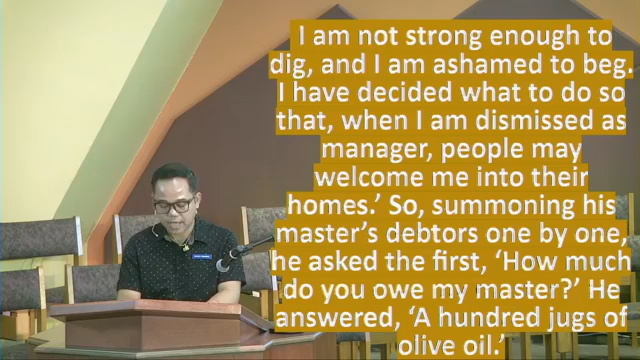 I am not strong enough to
dig, and I am ashamed to beg.
I have decided what to do so
that, when I am dismissed as
manager, people may
welcome me into their
homes.’ So, summoning his
master’s debtors one by one,
he asked the first, ‘How much
do you owe my master?’ He
answered, ‘A hundred jugs of
olive oil.’